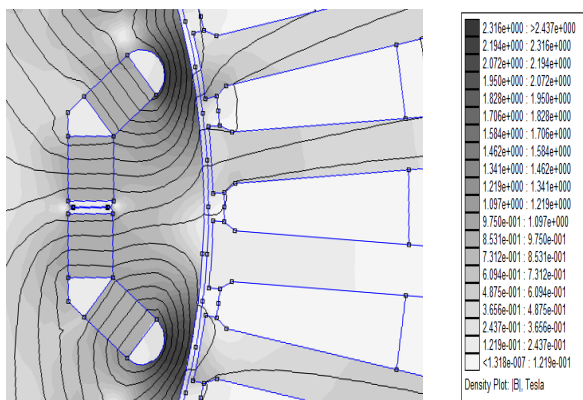 2.316e+000 : >2.437e+000
2.194e+000 : 2.316e+000
2.072e+000 : 2.194e+000
1.950e+000 : 2.072e+000
1.828e+000 : 1.950e+000
1.706e+000 : 1.828e+000
1.584e+000 : 1.706e+000
1.462e+000 : 1.584e+000
1.341e+000 : 1.462e+000
1.219e+000 : 1.341e+000
1.097e+000 : 1.219e+000
9.750e-001 : 1.097e+000
8.531e-001 : 9.750e-001
7.312e-001 : 8.531e-001
6.094e-001 : 7.312e-001
4.875e-001 : 6.094e-001
3.656e-001 : 4.875e-001
2.437e-001 : 3.656e-001
1.219e-001 : 2.437e-001
<1.318e-007 : 1.219e-001
Density Plot: |B|, Tesla